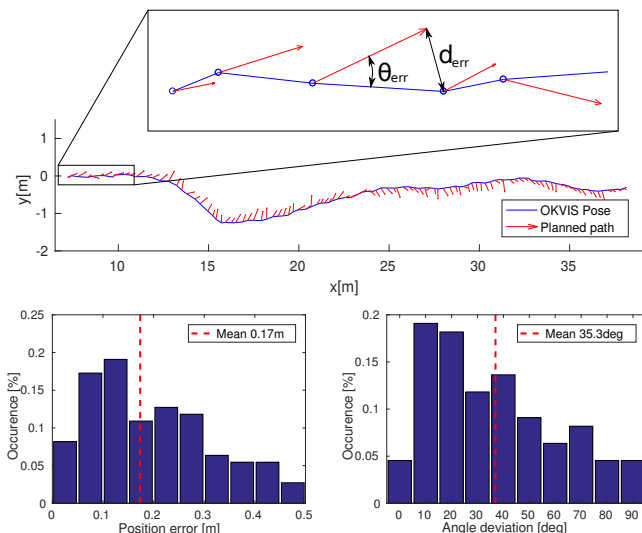 θerr
derr
1
0
-1
-2
y[m]
10
15
20
25
30
35
x[m]
OKVIS Pose
Planned path
0.25
0.2
0.15
0.1
0.05
0
Occurence [%]
Mean 0.17m
0
0.1
0.2
0.3
0.4
0.5
Position error [m]
0.2
0.15
0.1
0.05
0
Occurence [%]
Mean 35.3deg
0 10 20 30 40 50 60 70 80 90
Angle deviation [deg]